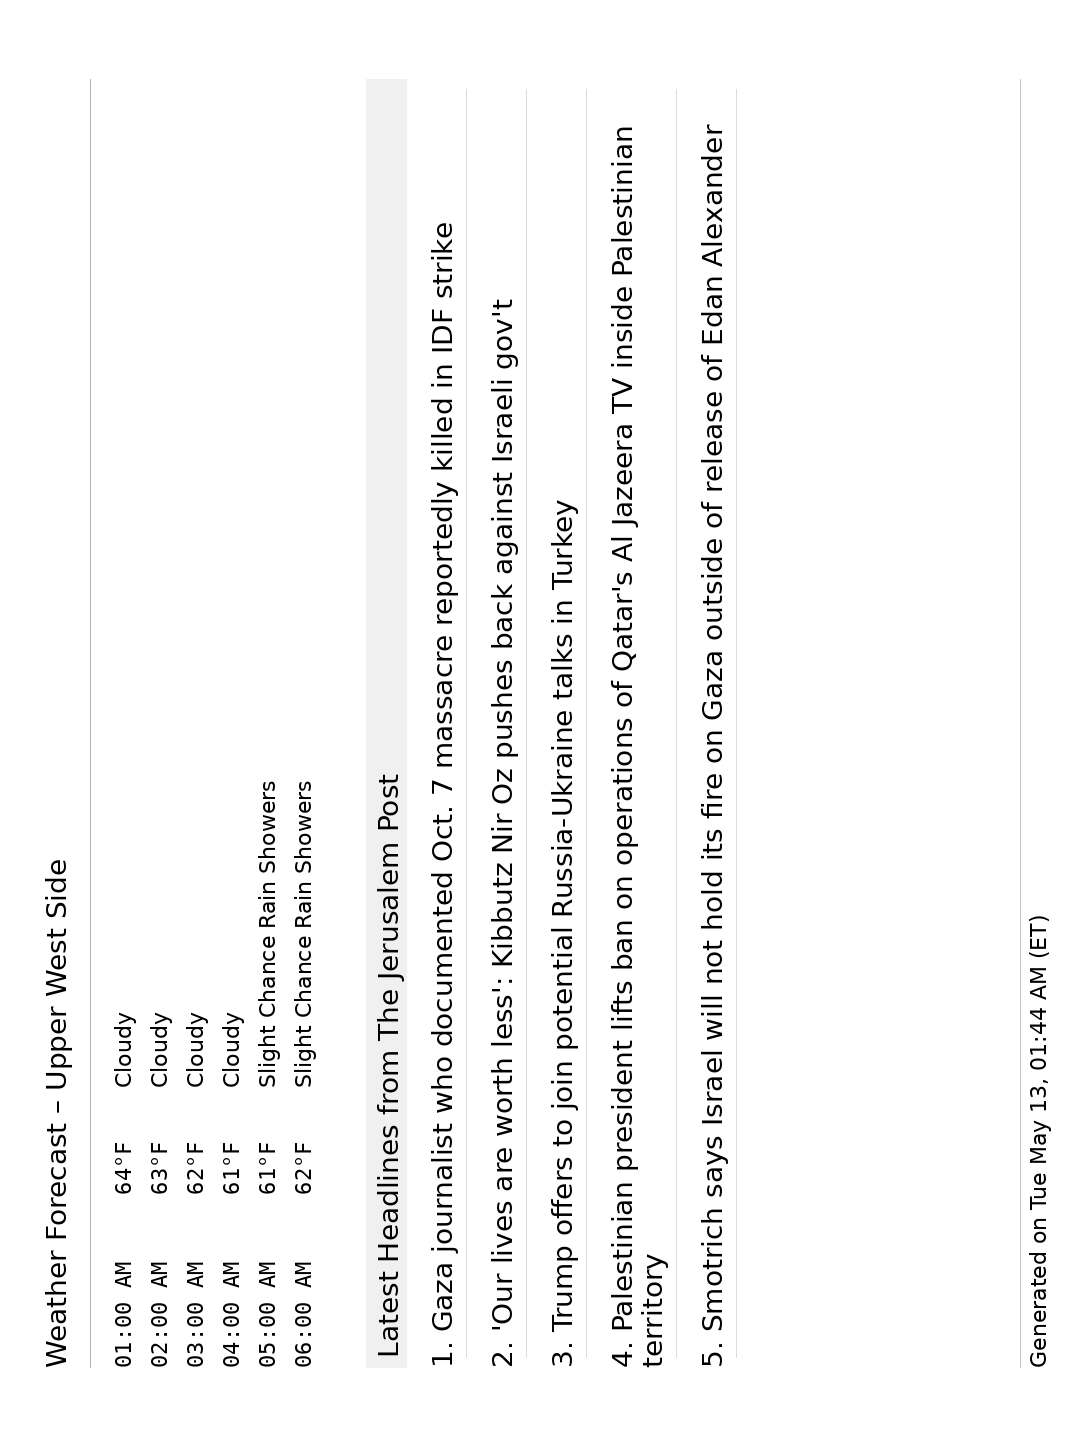 Weather Forecast – Upper West Side
01:00 AM 64°F Cloudy
02:00 AM 63°F Cloudy
03:00 AM 62°F Cloudy
04:00 AM 61°F Cloudy
05:00 AM 61°F Slight Chance Rain Showers
06:00 AM 62°F Slight Chance Rain Showers
Latest Headlines from The Jerusalem Post
1. Gaza journalist who documented Oct. 7 massacre reportedly killed in IDF strike
2. 'Our lives are worth less': Kibbutz Nir Oz pushes back against Israeli gov't
3. Trump offers to join potential Russia-Ukraine talks in Turkey
4. Palestinian president lifts ban on operations of Qatar's Al Jazeera TV inside Palestinian
territory
5. Smotrich says Israel will not hold its fire on Gaza outside of release of Edan Alexander
Generated on Tue May 13, 01:44 AM (ET)